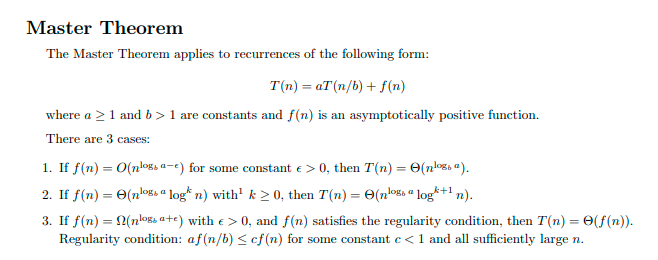 Master Theorem
The Master Theorem applies to recurrences of the following form:
T(n) = aT(n/b) + f(n)
where a ≥ 1 and b > 1 are constants and f(n) is an asymptotically positive function.
There are 3 cases:
1. If f(n) = O(n^{log_b a−ϵ}) for some constant ϵ > 0, then T(n) = Θ(n^{log_b a}).
2. If f(n) = Θ(n^{log_b a} log^k n) with¹ k ≥ 0, then T(n) = Θ(n^{log_b a} log^{k+1} n).
3. If f(n) = Ω(n^{log_b a+ϵ}) with ϵ > 0, and f(n) satisfies the regularity condition, then T(n) = Θ(f(n)).
Regularity condition: af(n/b) ≤ cf(n) for some constant c < 1 and all sufficiently large n.